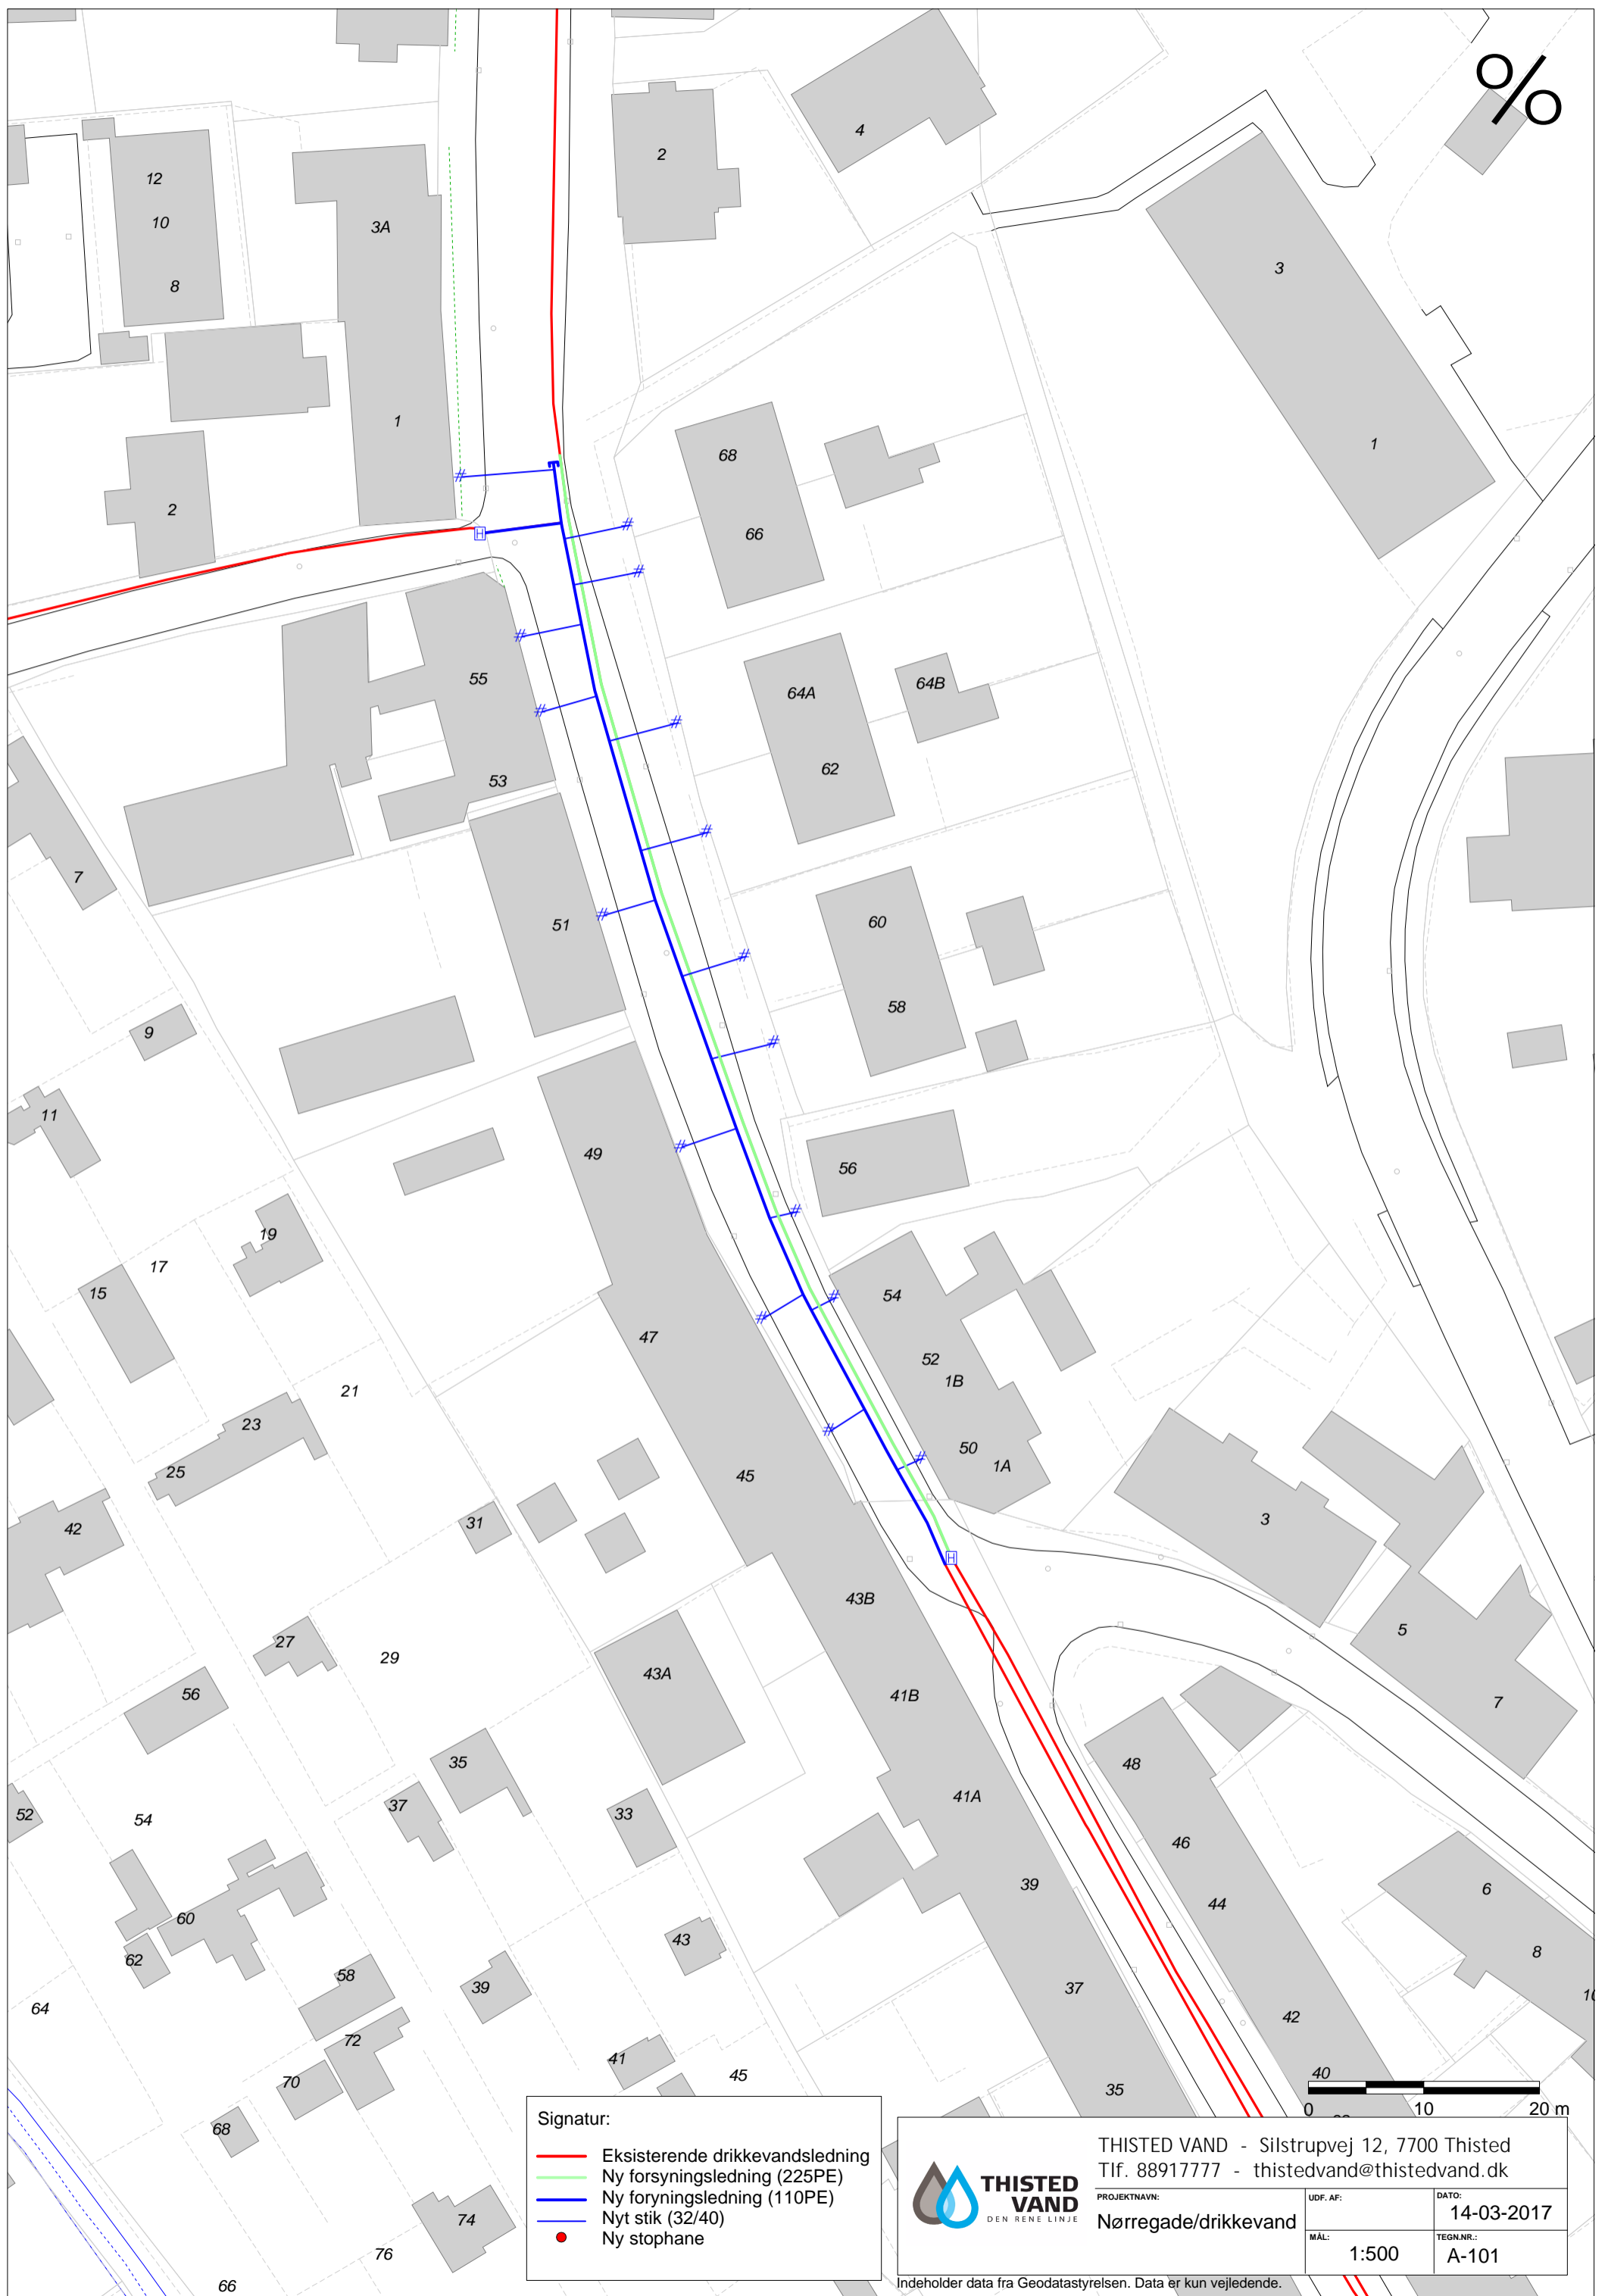 %
4
2
12
10
8
3A
3
1
1
2
68
66
55
53
64A
64B
62
7
51
60
58
9
11
49
56
19
17
15
54
47
52
1B
21
23
25
50
1A
45
42
31
3
43B
5
27
29
43A
56
41B
7
35
48
37
33
41A
52
54
46
39
44
6
60
43
8
62
58
39
37
64
42
72
41
40
70
45
35
68
74
76
66
0 10 20 m
Signatur:
Eksisterende drikkevandsledning
Ny forsyningsledning (225PE)
Ny foryningsledning (110PE)
Nyt stik (32/40)
Ny stophane
H
H
THISTED
VAND
DEN RENE LINJE
THISTED VAND - Silstrupvej 12, 7700 Thisted
Tlf. 88917777 - thistedvand@thistedvand.dk
PROJEKTNAVN:
Nørregade/drikkevand
UDF. AF:
DATO:
14-03-2017
MÅL:
1:500
TEGN.NR.:
A-101
Indeholder data fra Geodatastyrelsen. Data er kun vejledende.